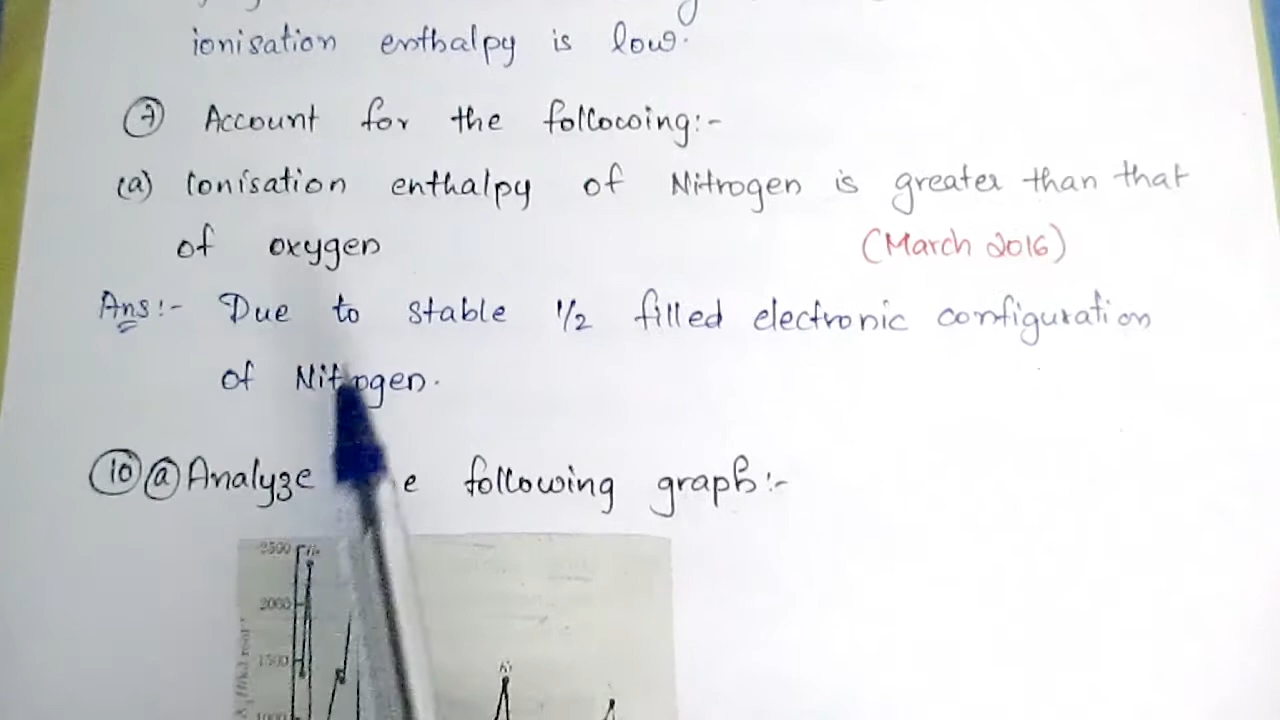 ionisation enthalpy is low.
⑦ Account for the following:-
(a) Ionisation enthalpy of Nitrogen is greater than that
of oxygen (March 2016)
Ans:- Due to stable 1/2 filled electronic configuration
of Nitrogen.
⑩ⓐ Analyze e following graph:-
2500
2000
1500
1000